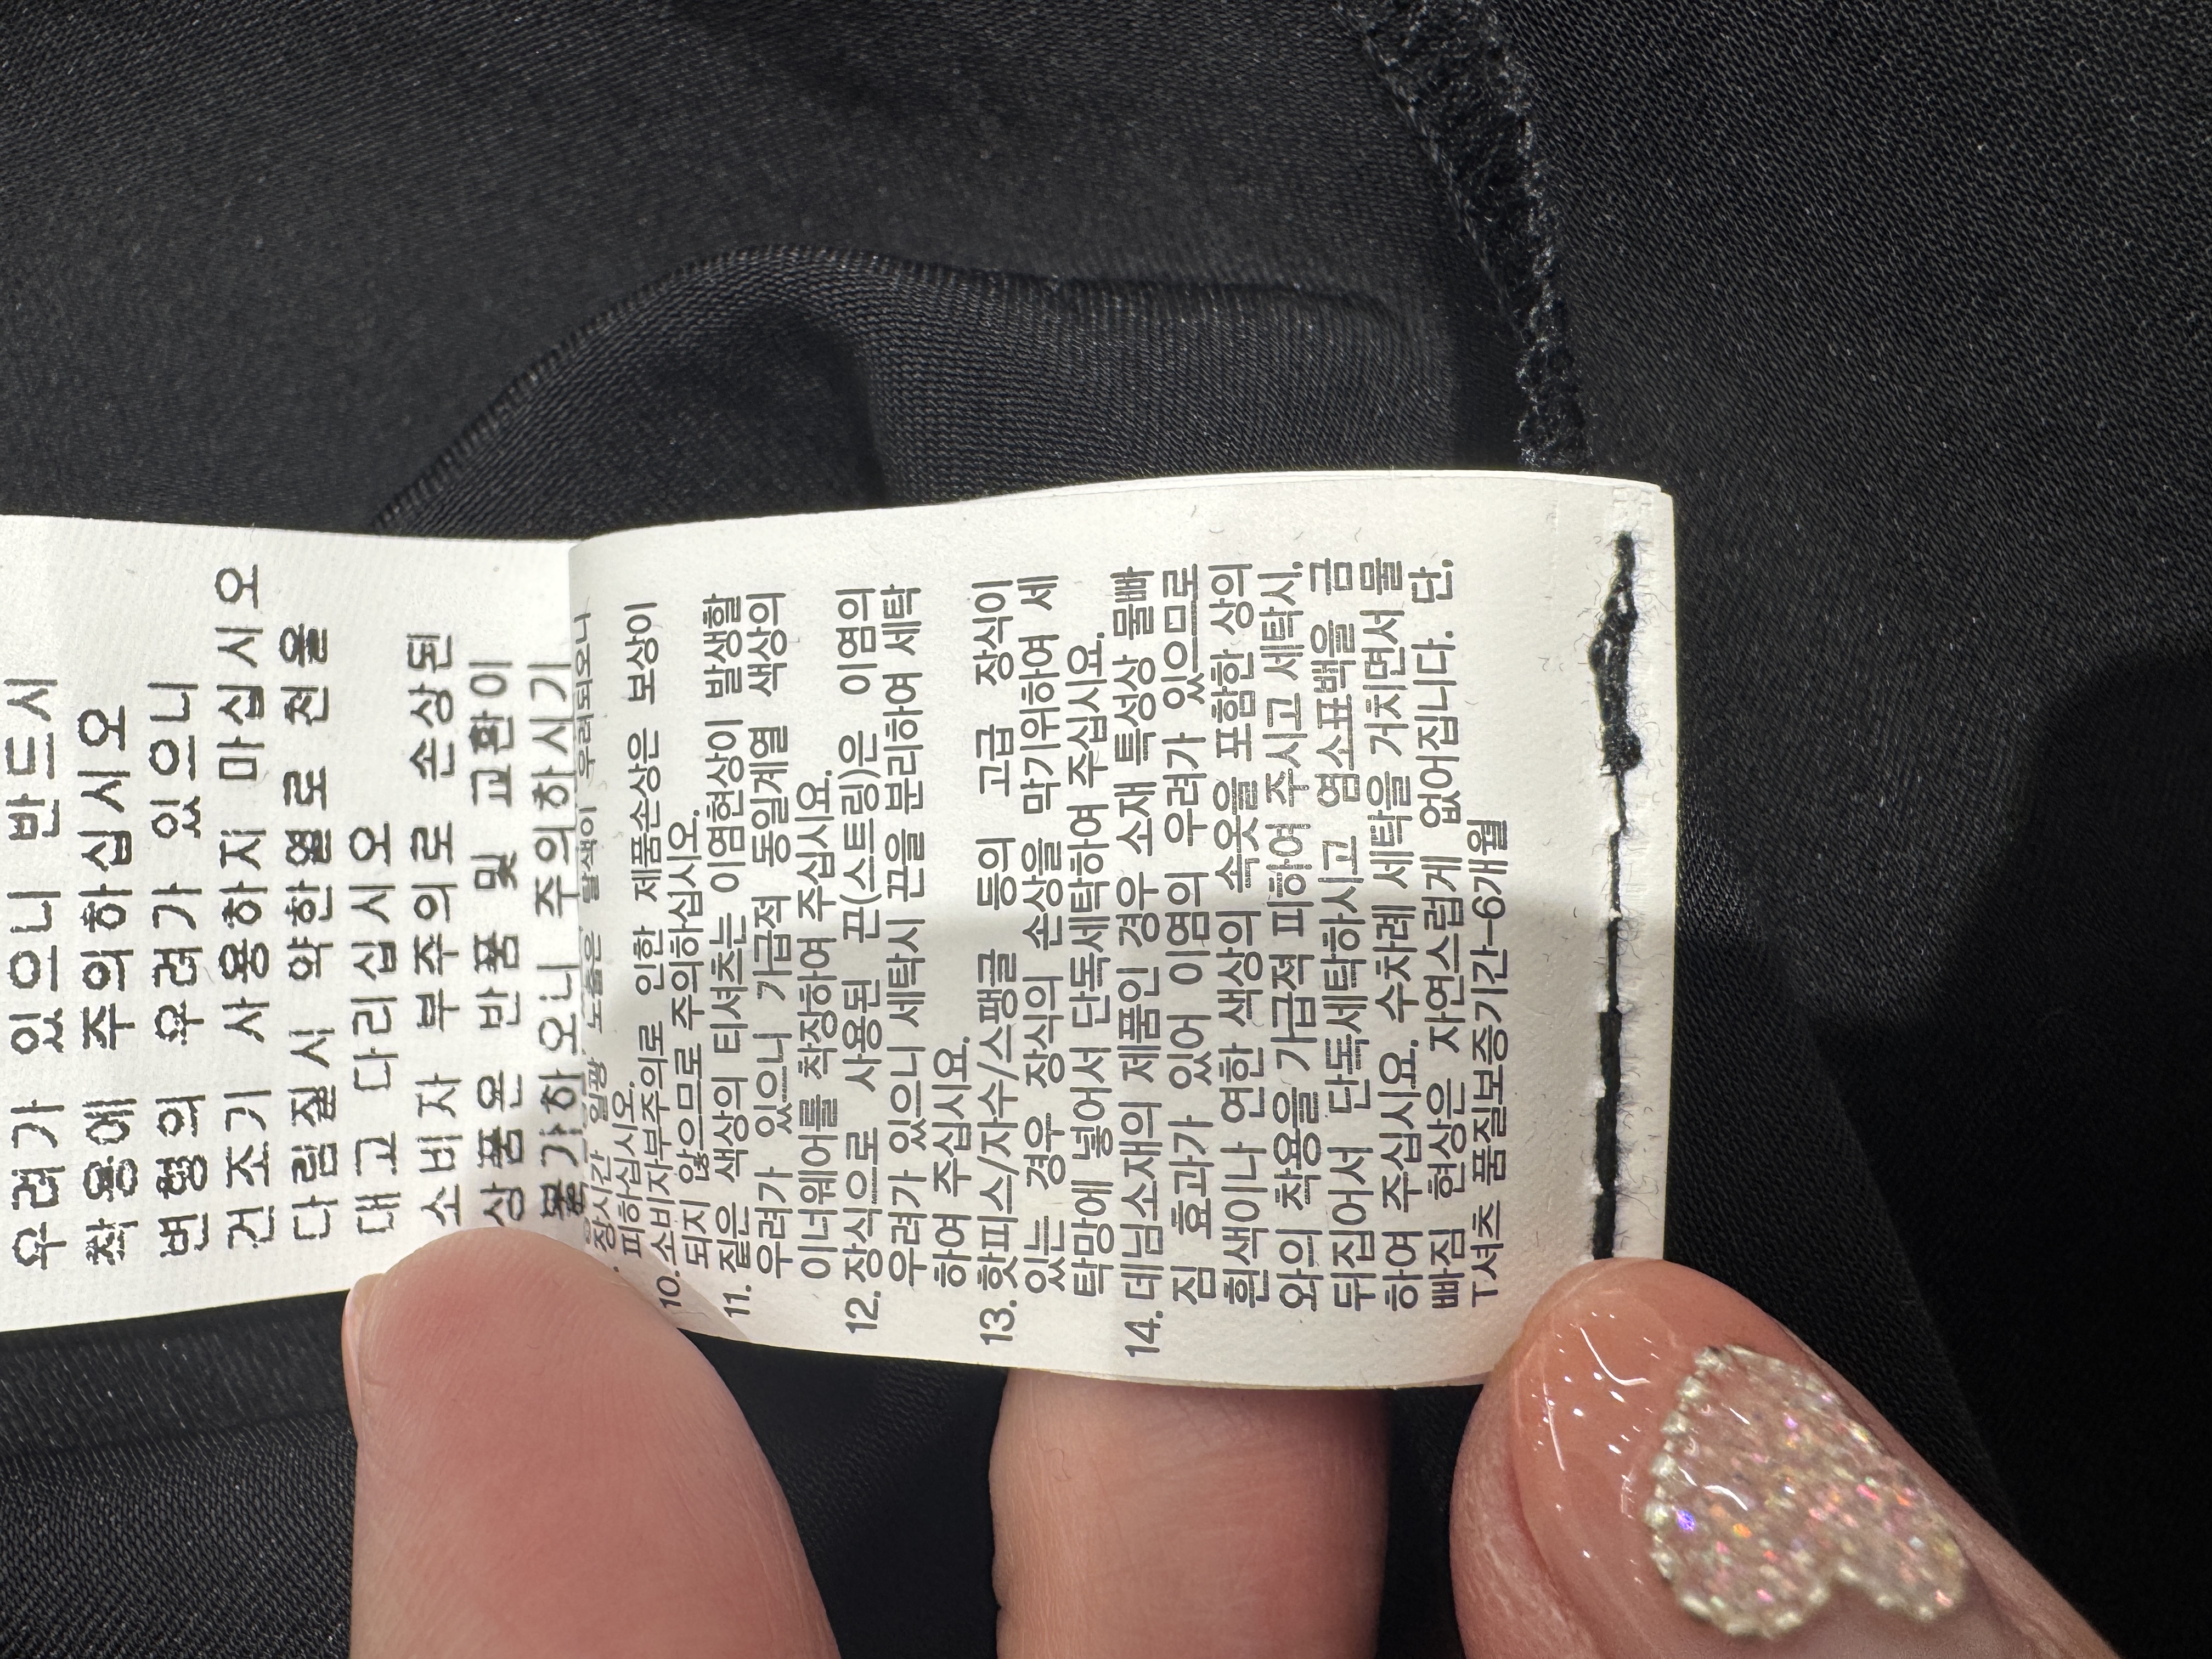 우려가 있으니 반드시
착용에 주의하십시오
변형의 우려가 있으니
건조기 사용하지 마십시오
다림질시 약한열로 천을
대고 다리십시오
소비자 부주의로 손상된
상품은 반품 및 교환이
불가하오니 주의하시기
장시간 일광 노출은 탈색이 우려되오니
피하십시오.
10. 소비자부주의로 인한 제품손상은 보상이
되지 않으므로 주의하십시오.
11. 짙은 색상의 티셔츠는 이염현상이 발생할
우려가 있으니 가급적 동일계열 색상의
이너웨어를 착장하여 주십시요.
12. 장식으로 사용된 끈(스트링)은 이염의
우려가 있으니 세탁시 끈을 분리하여 세탁
하여 주십시요.
13. 핫피스/자수/스팽글 등의 고급 장식이
있는 경우 장식의 손상을 막기위하여 세
탁망에 넣어서 단독세탁하여 주십시요.
14. 데님소재의 제품인 경우 소재 특성상 물빠
짐 효과가 있어 이염의 우려가 있으므로
흰색이나 연한 색상의 속옷을 포함한 상의
와의 착용을 가급적 피하여 주시고 세탁시.
뒤집어서 단독세탁하시고 염소표백을 금
하여 주십시요. 수차례 세탁을 거치면서 물
빠짐 현상은 자연스럽게 없어집니다. 단.
T셔츠 품질보증기간-6개월